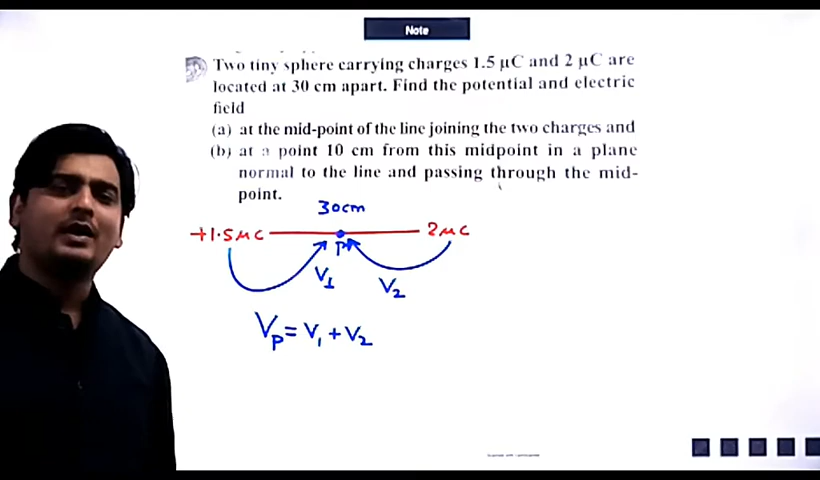 Note
Two tiny sphere carrying charges 1.5 μC and 2 μC are
located at 30 cm apart. Find the potential and electric
field
(a) at the mid-point of the line joining the two charges and
(b) at a point 10 cm from this midpoint in a plane
normal to the line and passing through the mid-
point.
30cm
+1.5μC 2μC
P
V₁ V₂
Vₚ = V₁ + V₂